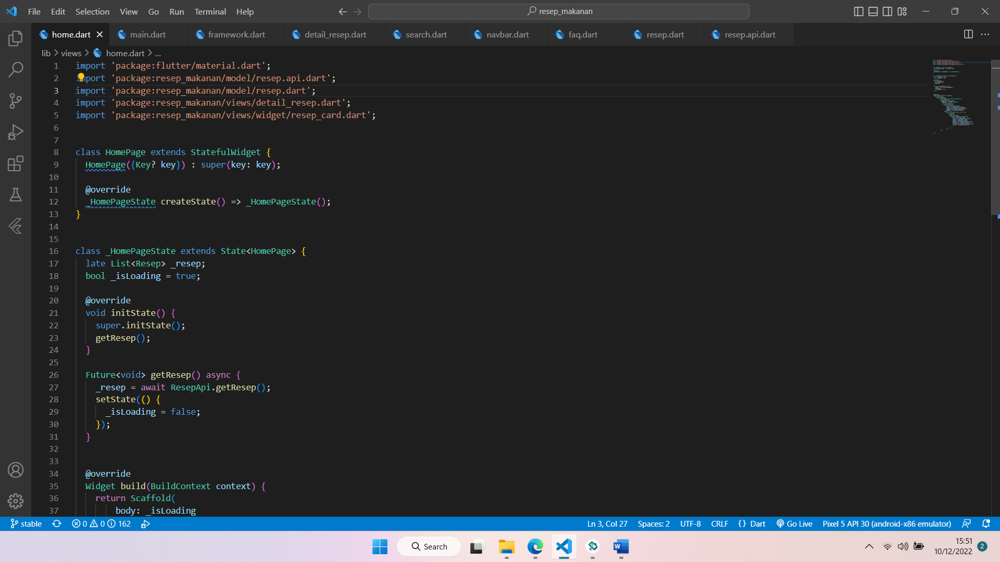 File Edit Selection View Go Run Terminal Help
resep_makanan
home.dart main.dart framework.dart detail_resep.dart search.dart navbar.dart faq.dart resep.dart resep.api.dart
lib > views > home.dart > ...
1 import 'package:flutter/material.dart';
2 import 'package:resep_makanan/model/resep.api.dart';
3 import 'package:resep_makanan/model/resep.dart';
4 import 'package:resep_makanan/views/detail_resep.dart';
5 import 'package:resep_makanan/views/widget/resep_card.dart';
6
7
8 class HomePage extends StatefulWidget {
9 HomePage({Key? key}) : super(key: key);
10
11 @override
12 _HomePageState createState() => _HomePageState();
13 }
14
15
16 class _HomePageState extends State<HomePage> {
17 late List<Resep> _resep;
18 bool _isLoading = true;
19
20 @override
21 void initState() {
22 super.initState();
23 getResep();
24 }
25
26 Future<void> getResep() async {
27 _resep = await ResepApi.getResep();
28 setState(() {
29 _isLoading = false;
30 });
31 }
32
33
34 @override
35 Widget build(BuildContext context) {
36 return Scaffold(
37 body: _isLoading
stable 0 0 162 Ln 3, Col 27 Spaces: 2 UTF-8 CRLF {} Dart Go Live Pixel 5 API 30 (android-x86 emulator)
Search
15:51
10/12/2022 2